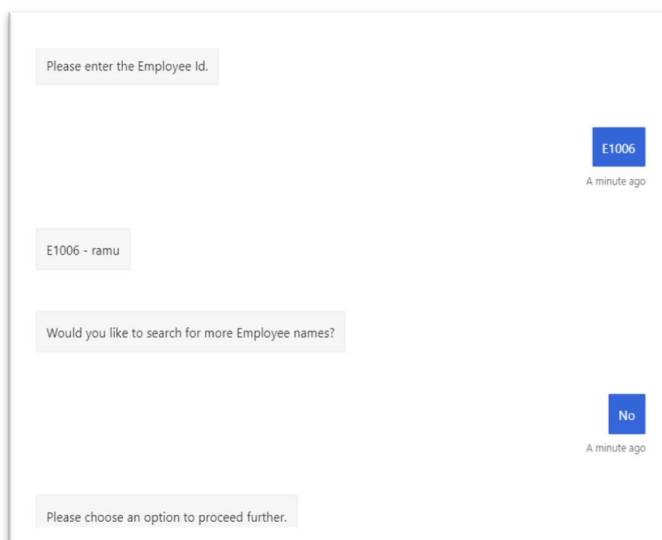 Please enter the Employee Id.
E1006
A minute ago
E1006 - ramu
Would you like to search for more Employee names?
No
A minute ago
Please choose an option to proceed further.